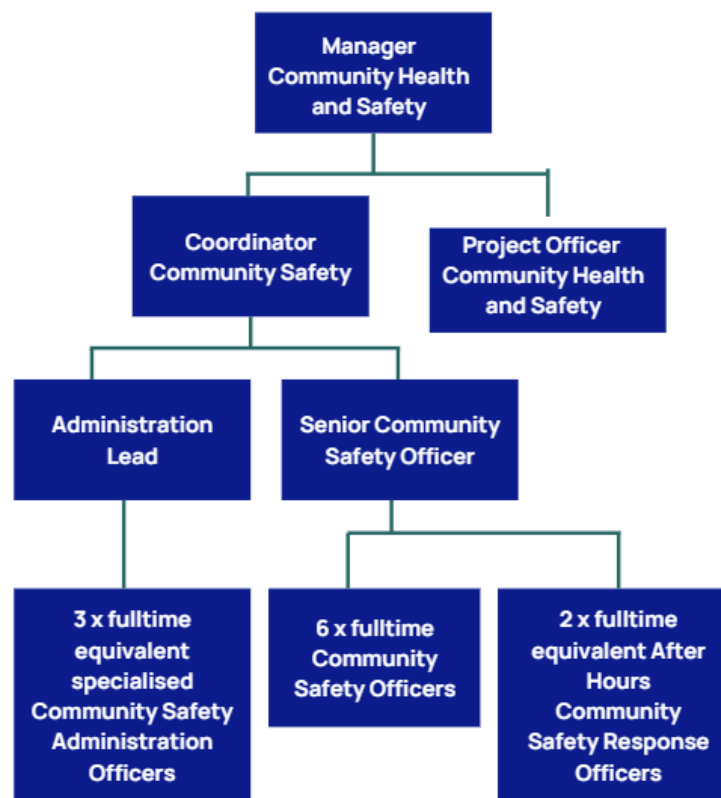 Manager
Community Health
and Safety
Coordinator
Community Safety
Project Officer
Community Health
and Safety
Administration
Lead
Senior Community
Safety Officer
3 x fulltime
equivalent
specialised
Community Safety
Administration
Officers
6 x fulltime
Community
Safety Officers
2 x fulltime
equivalent After
Hours
Community
Safety Response
Officers